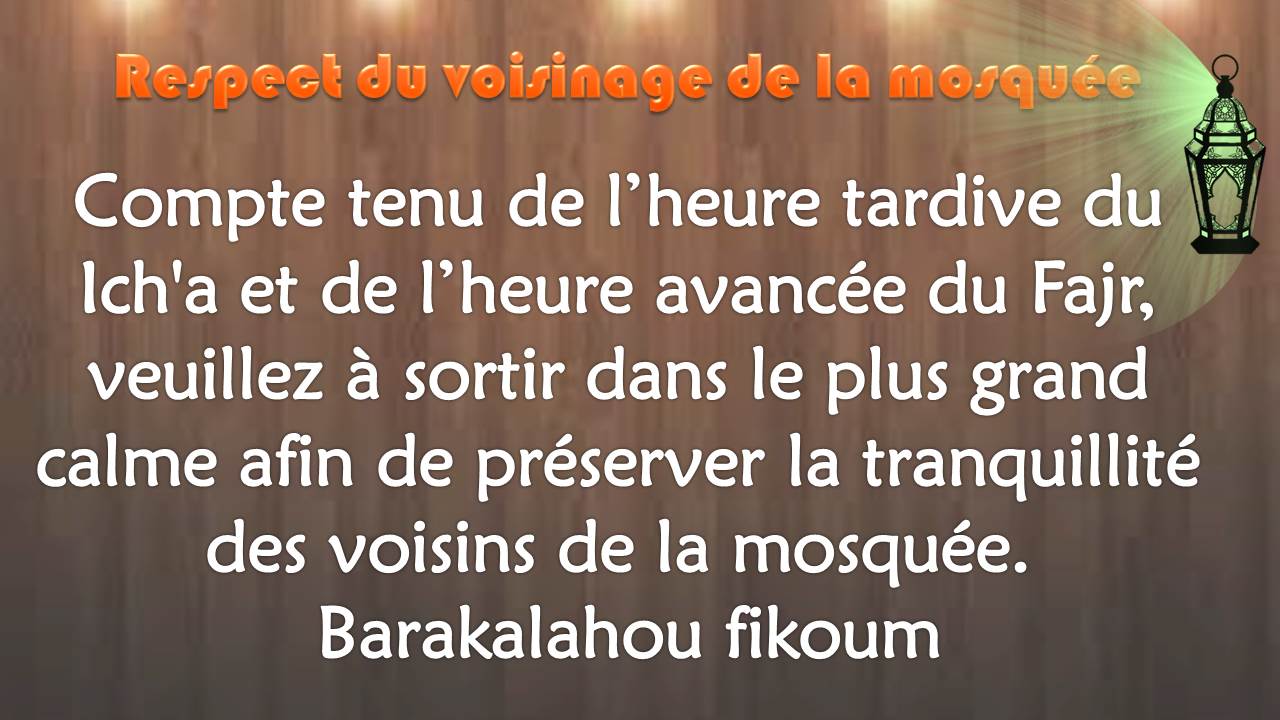 Respect du voisinage de la mosquée
Compte tenu de l’heure tardive du
Ich'a et de l’heure avancée du Fajr,
veuillez à sortir dans le plus grand
calme afin de préserver la tranquillité
des voisins de la mosquée.
Barakalahou fikoum